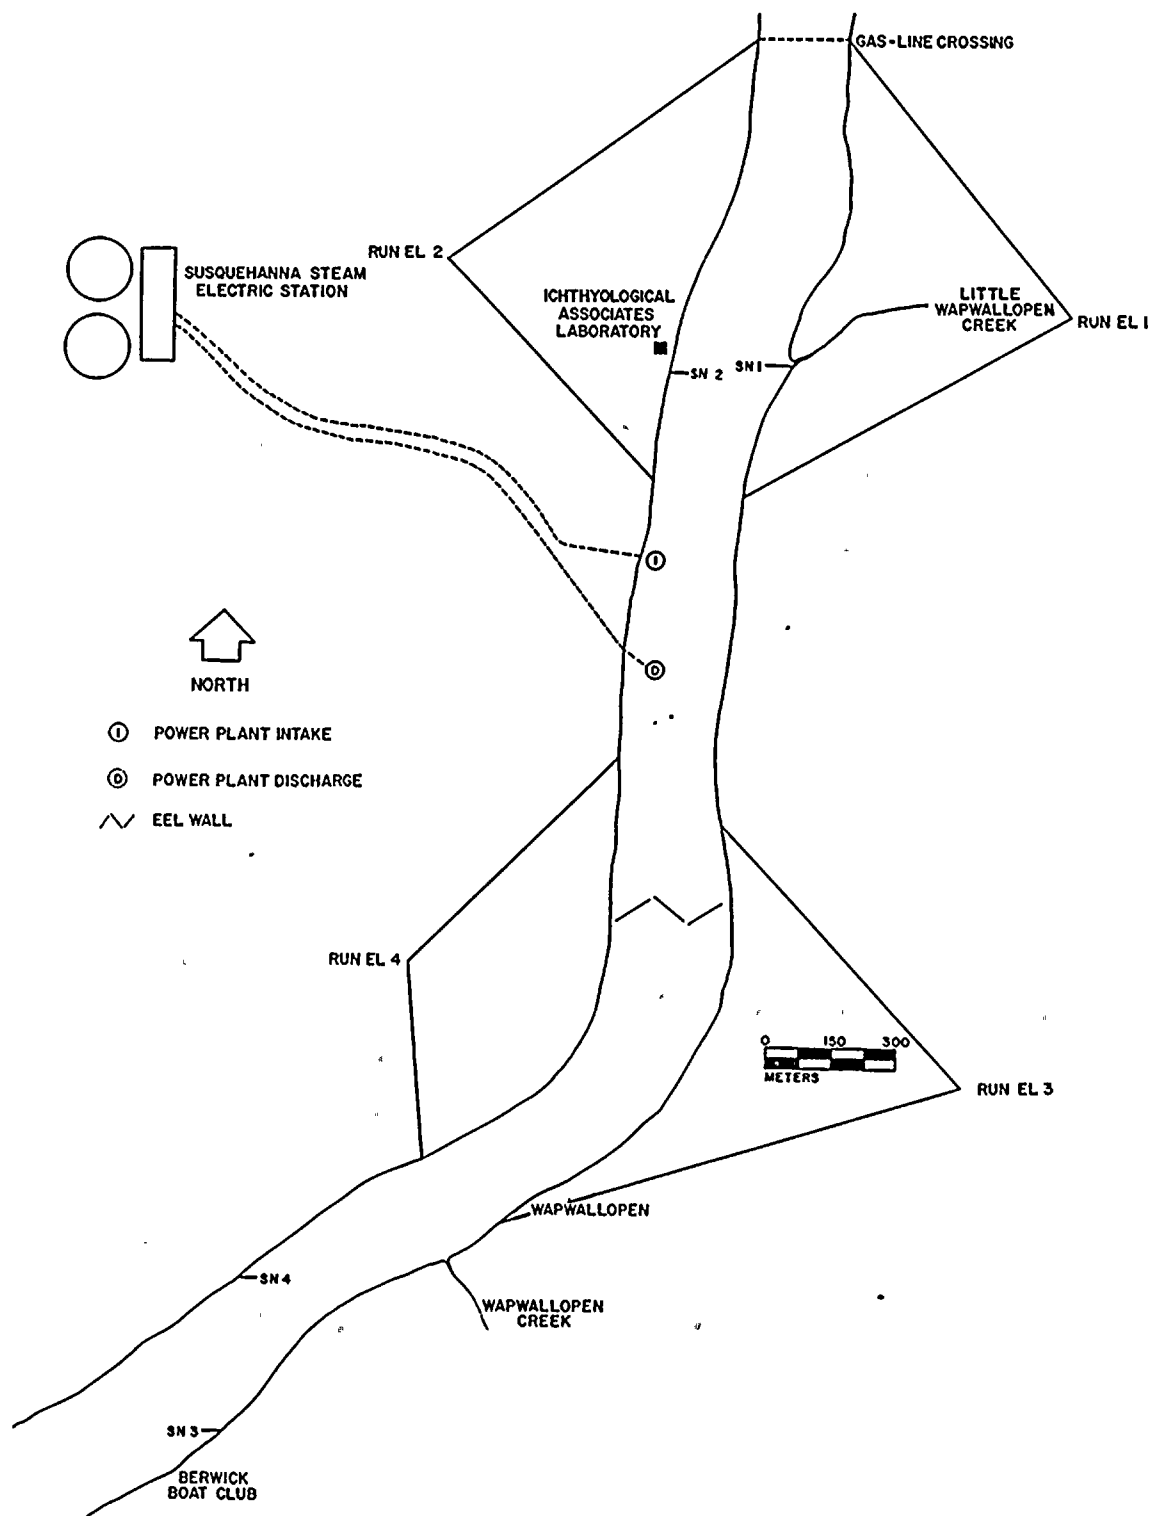 GAS-LINE CROSSING
RUN EL 2
SUSQUEHANNA STEAM
ELECTRIC STATION
ICHTHYOLOGICAL
ASSOCIATES
LABORATORY
LITTLE
WAPWALLOPEN
CREEK
RUN EL 1
SN 2
SN 1
I
D
NORTH
I POWER PLANT INTAKE
D POWER PLANT DISCHARGE
EEL WALL
RUN EL 4
0 150 300
METERS
RUN EL 3
WAPWALLOPEN
SN 4
WAPWALLOPEN
CREEK
SN 3
BERWICK
BOAT CLUB